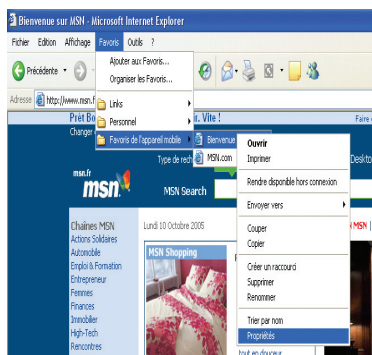 Bienvenue sur MSN - Microsoft Internet Explorer
Fichier Edition Affichage Favoris Outils ?
Précédente
Ajouter aux Favoris...
Organiser les Favoris...
Links
Personnel
Favoris de l'appareil mobile
Bienvenue
MSN.com
Adresse http://www.msn.f
Prêt Bo
r. Vite !
Faire
Changer
Type de rech
Deskto
msn.fr
msn
MSN Search
MSN
Ouvrir
Imprimer
Rendre disponible hors connexion
Envoyer vers
Couper
Copier
Créer un raccourci
Supprimer
Renommer
Trier par nom
Propriétés
Chaînes MSN
Actions Solidaires
Automobile
Emploi & Formation
Entrepreneur
Femmes
Finances
Immobilier
High-Tech
Rencontres
Lundi 10 Octobre 2005
MSN Shopping
tout en douceur